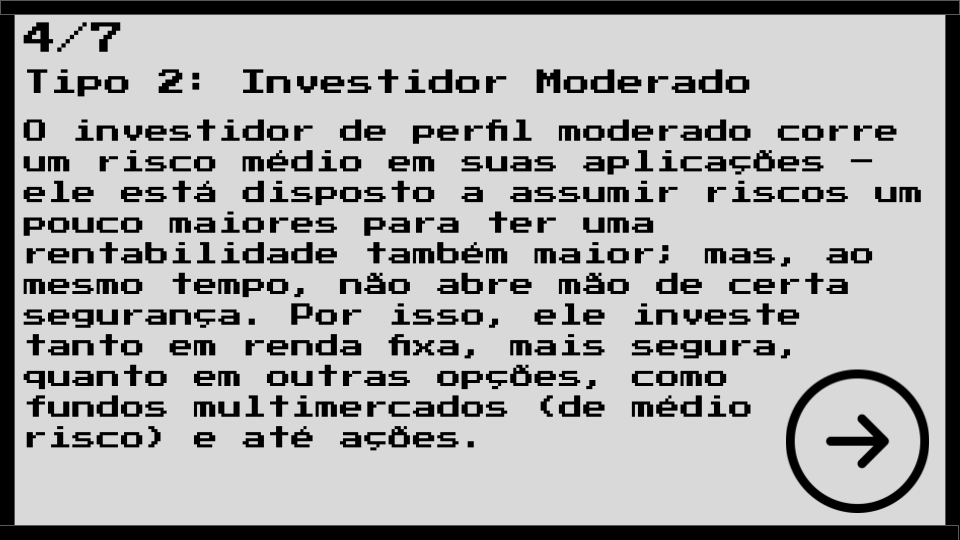 4/7
Tipo 2: Investidor Moderado
O investidor de perfil moderado corre
um risco médio em suas aplicações –
ele está disposto a assumir riscos um
pouco maiores para ter uma
rentabilidade também maior; mas, ao
mesmo tempo, não abre mão de certa
segurança. Por isso, ele investe
tanto em renda fixa, mais segura,
quanto em outras opções, como
fundos multimercados (de médio
risco) e até ações.